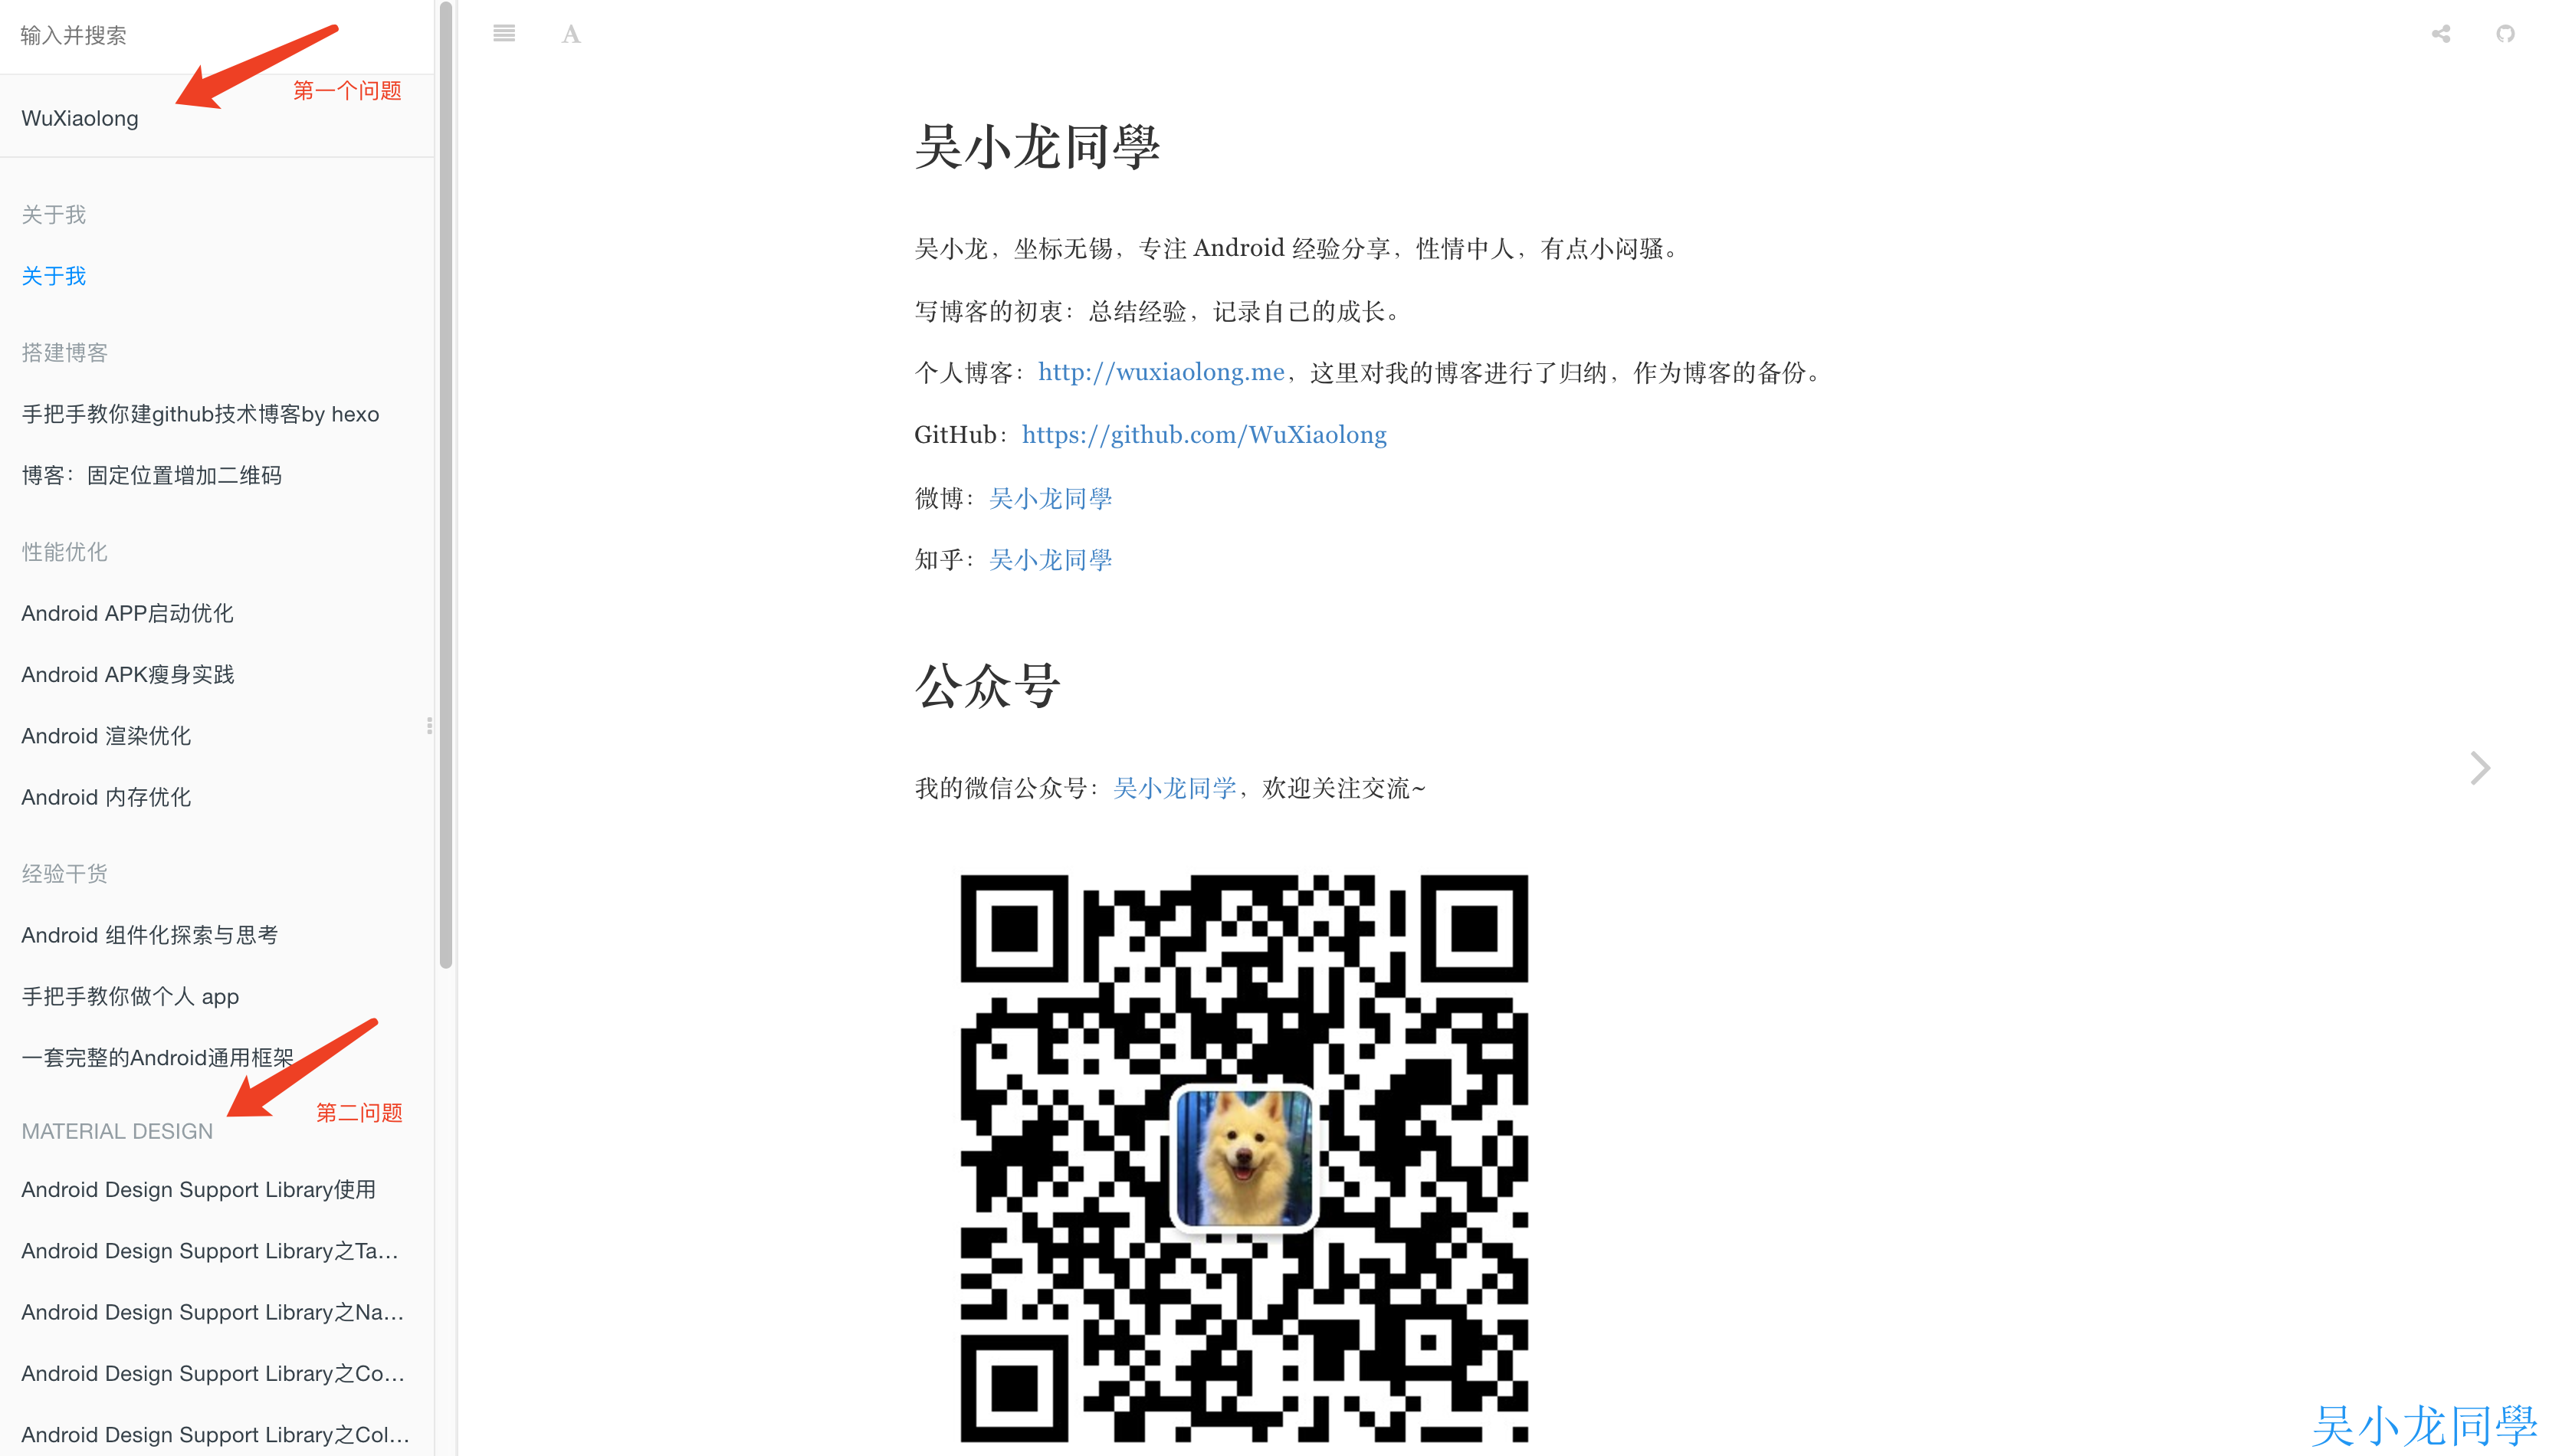 输入并搜索
第一个问题
WuXiaolong
关于我
关于我
搭建博客
手把手教你建github技术博客by hexo
博客：固定位置增加二维码
性能优化
Android APP启动优化
Android APK瘦身实践
Android 渲染优化
Android 内存优化
经验干货
Android 组件化探索与思考
手把手教你做个人 app
一套完整的Android通用框架
第二问题
MATERIAL DESIGN
Android Design Support Library使用
Android Design Support Library之Ta…
Android Design Support Library之Na…
Android Design Support Library之Co…
Android Design Support Library之Col…
A
吴小龙同學
吴小龙，坐标无锡，专注 Android 经验分享，性情中人，有点小闷骚。
写博客的初衷：总结经验，记录自己的成长。
个人博客：http://wuxiaolong.me，这里对我的博客进行了归纳，作为博客的备份。
GitHub：https://github.com/WuXiaolong
微博：吴小龙同學
知乎：吴小龙同學
公众号
我的微信公众号：吴小龙同学，欢迎关注交流~
吴小龙同學